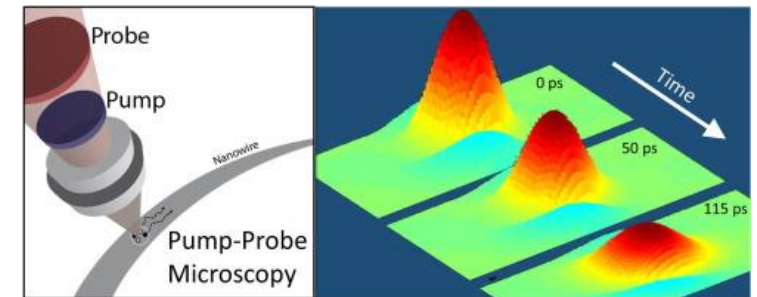 Probe
Pump
Nanowire
Pump-Probe
Microscopy
Time
0 ps
50 ps
115 ps